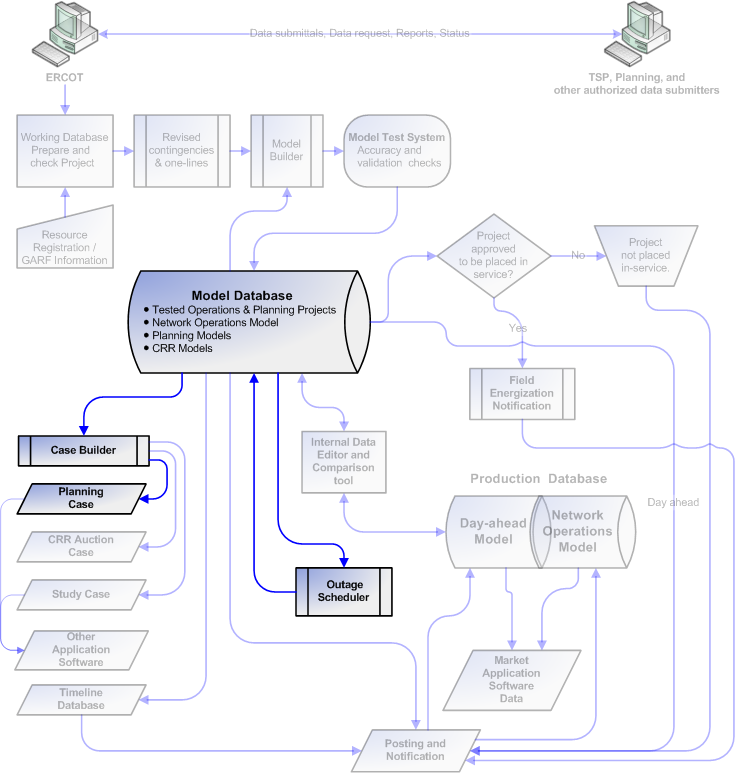 Data submittals, Data request, Reports, Status
ERCOT
TSP, Planning, and
other authorized data submitters
Working Database
Prepare and
check Project
Revised
contingencies
& one-lines
Model
Builder
Model Test System
Accuracy and
validation checks
Resource
Registration /
GARF Information
Project
approved
to be placed in
service?
No
Project
not placed
in-service.
Yes
Model Database
• Tested Operations & Planning Projects
• Network Operations Model
• Planning Models
• CRR Models
Field
Energization
Notification
Case Builder
Internal Data
Editor and
Comparison
tool
Planning
Case
Production Database
Day-ahead
Model
Network
Operations
Model
Day ahead
CRR Auction
Case
Outage
Scheduler
Study Case
Other
Application
Software
Market
Application
Software
Data
Timeline
Database
Posting and
Notification